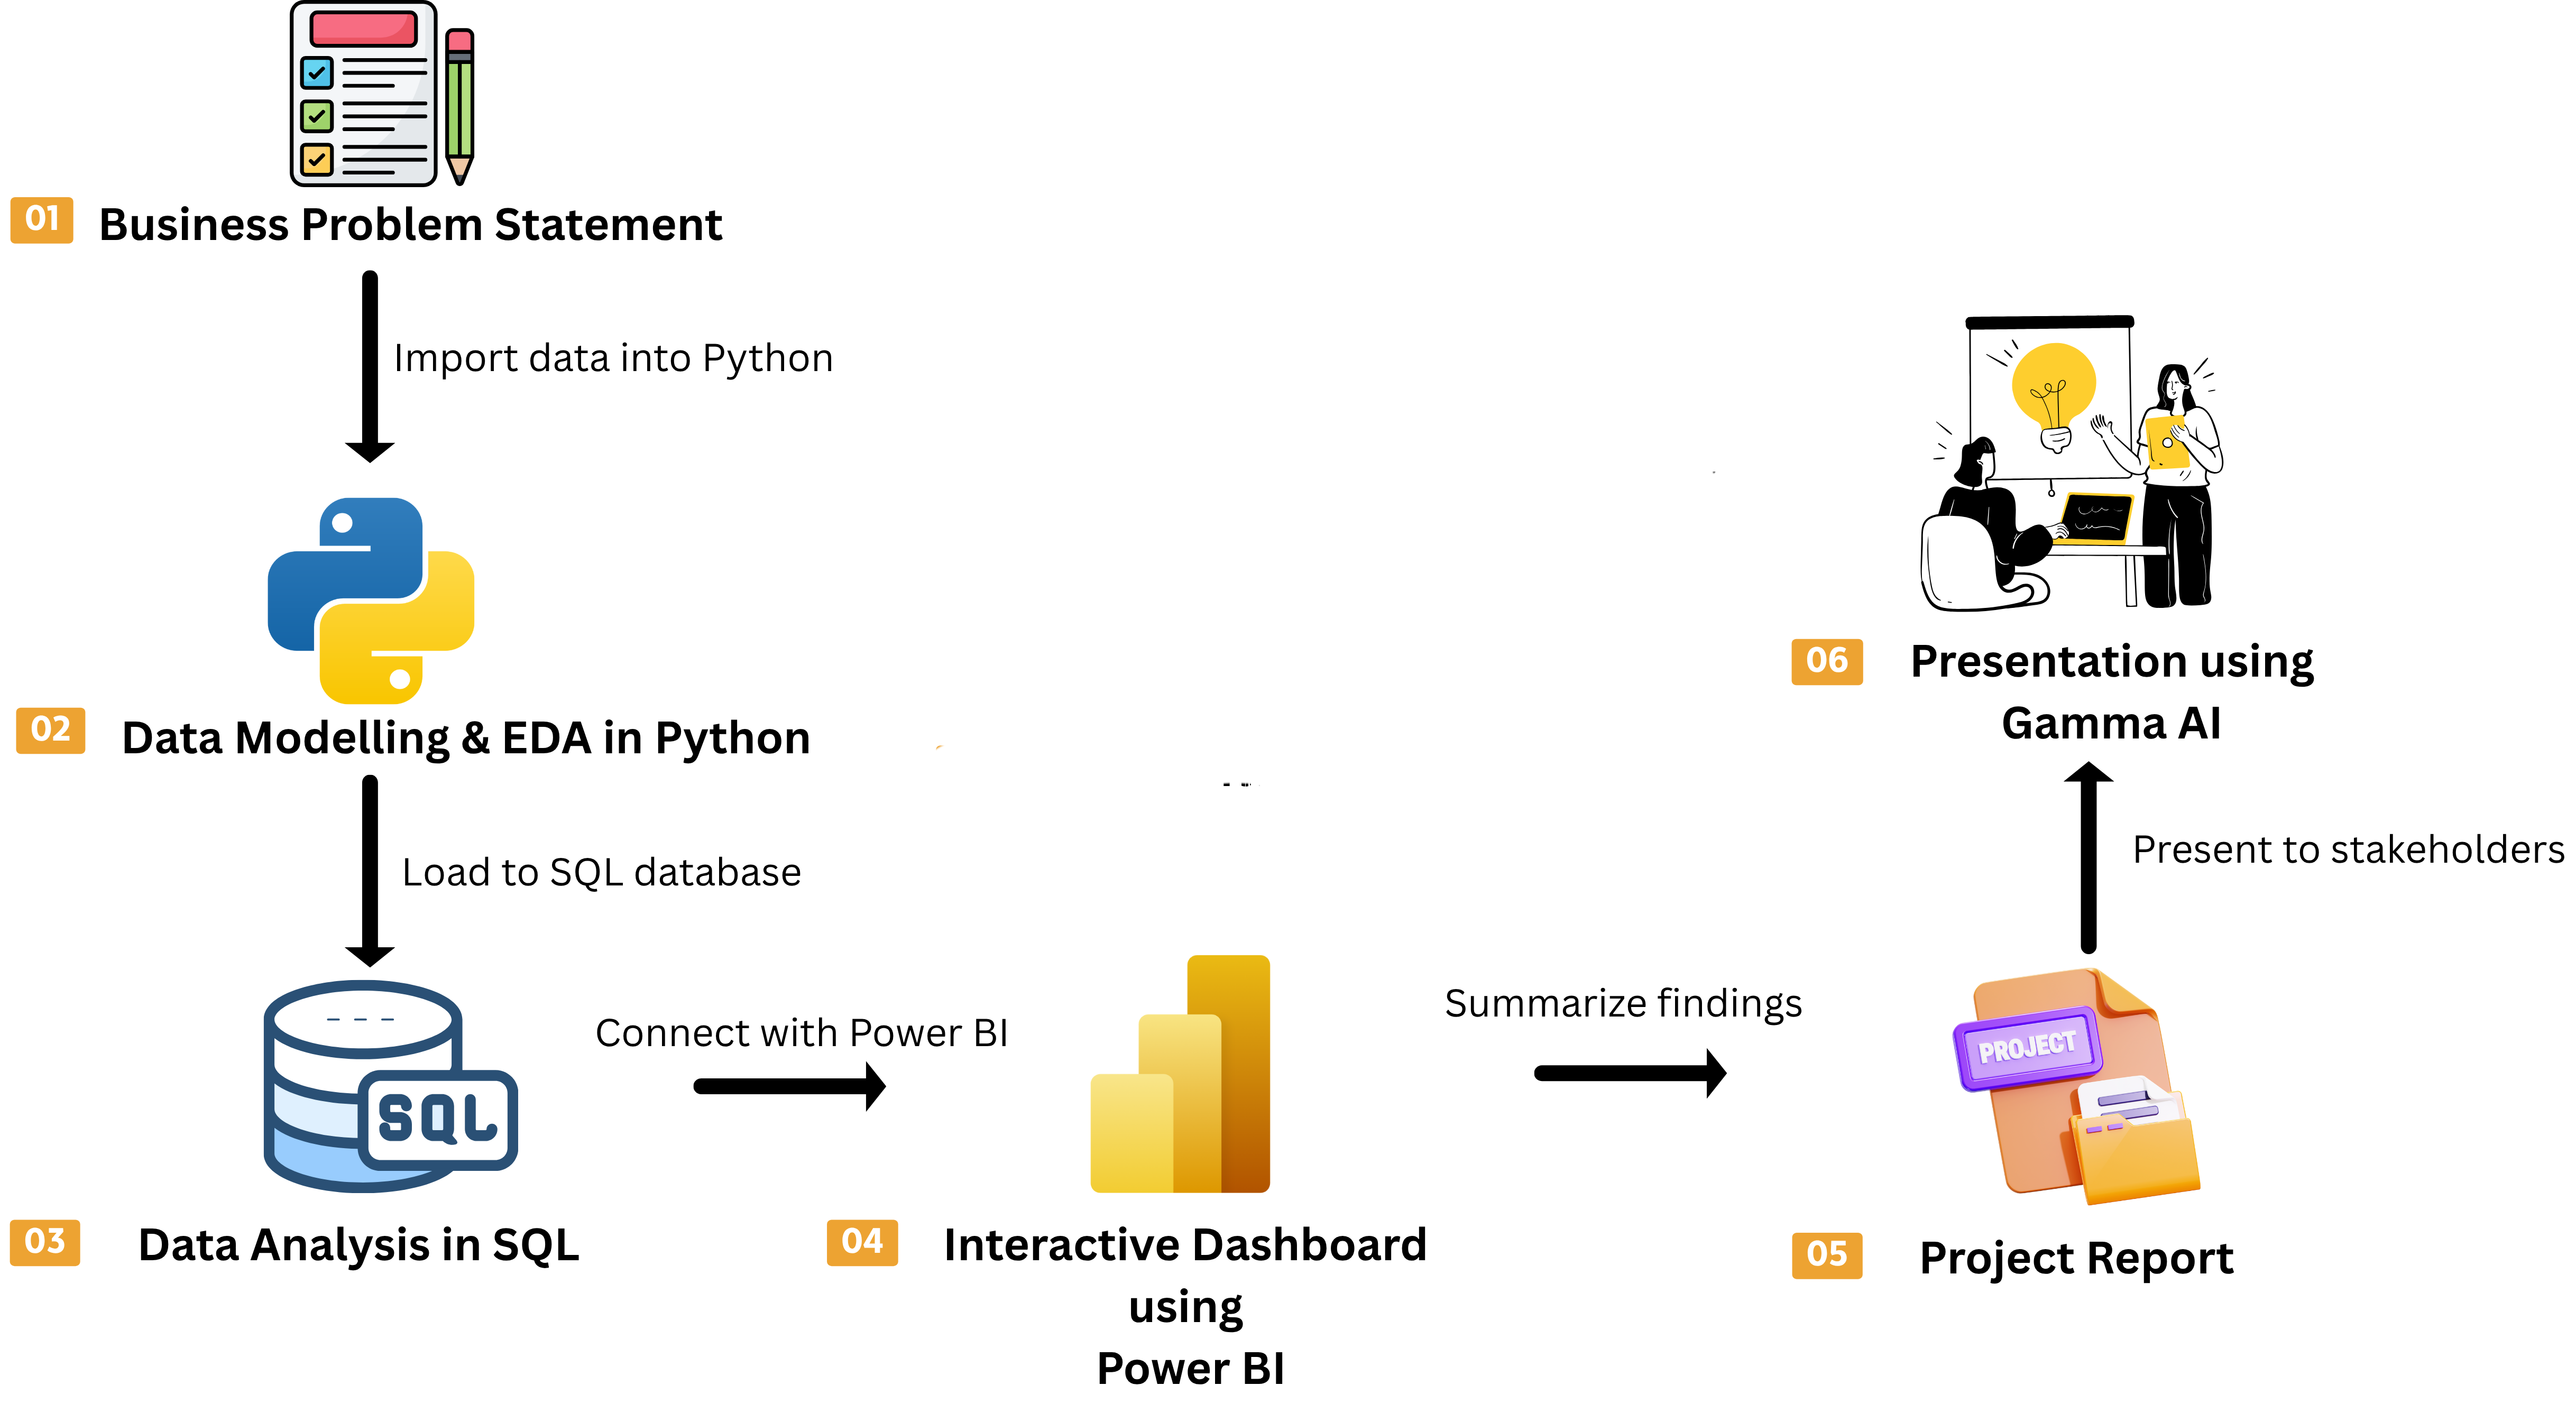 01 Business Problem Statement
Import data into Python
02 Data Modelling & EDA in Python
Load to SQL database
SQL
03 Data Analysis in SQL
Connect with Power BI
04 Interactive Dashboard
using
Power BI
Summarize findings
PROJECT
05 Project Report
Present to stakeholders
06 Presentation using
Gamma AI